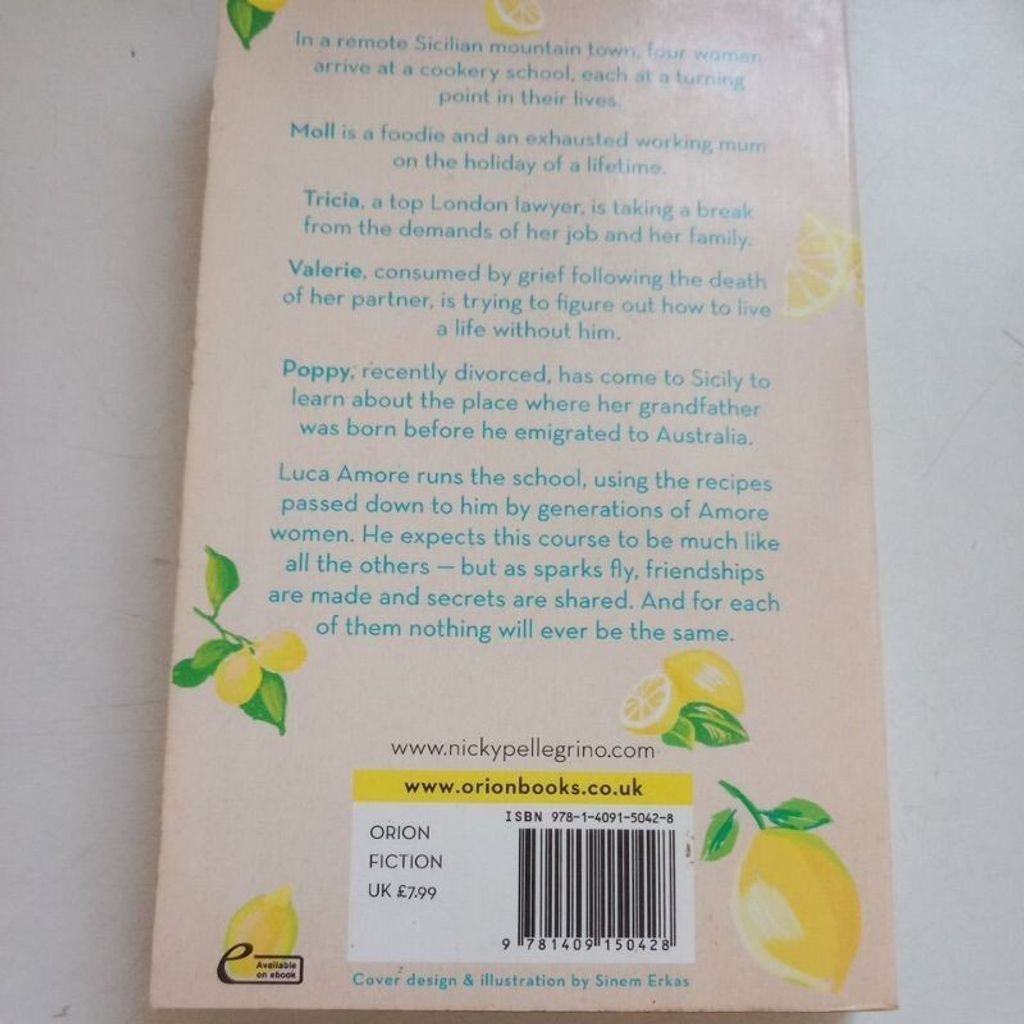 In a remote Sicilian mountain town, four women
arrive at a cookery school, each at a turning
point in their lives.
Moll is a foodie and an exhausted working mum
on the holiday of a lifetime.
Tricia, a top London lawyer, is taking a break
from the demands of her job and her family.
Valerie, consumed by grief following the death
of her partner, is trying to figure out how to live
a life without him.
Poppy, recently divorced, has come to Sicily to
learn about the place where her grandfather
was born before he emigrated to Australia.
Luca Amore runs the school, using the recipes
passed down to him by generations of Amore
women. He expects this course to be much like
all the others – but as sparks fly, friendships
are made and secrets are shared. And for each
of them nothing will ever be the same.
www.nickypellegrino.com
www.orionbooks.co.uk
ISBN 978-1-4091-5042-8
ORION
FICTION
UK £7.99
9 781409 150428
e Available
on ebook
Cover design & illustration by Sinem Erkas